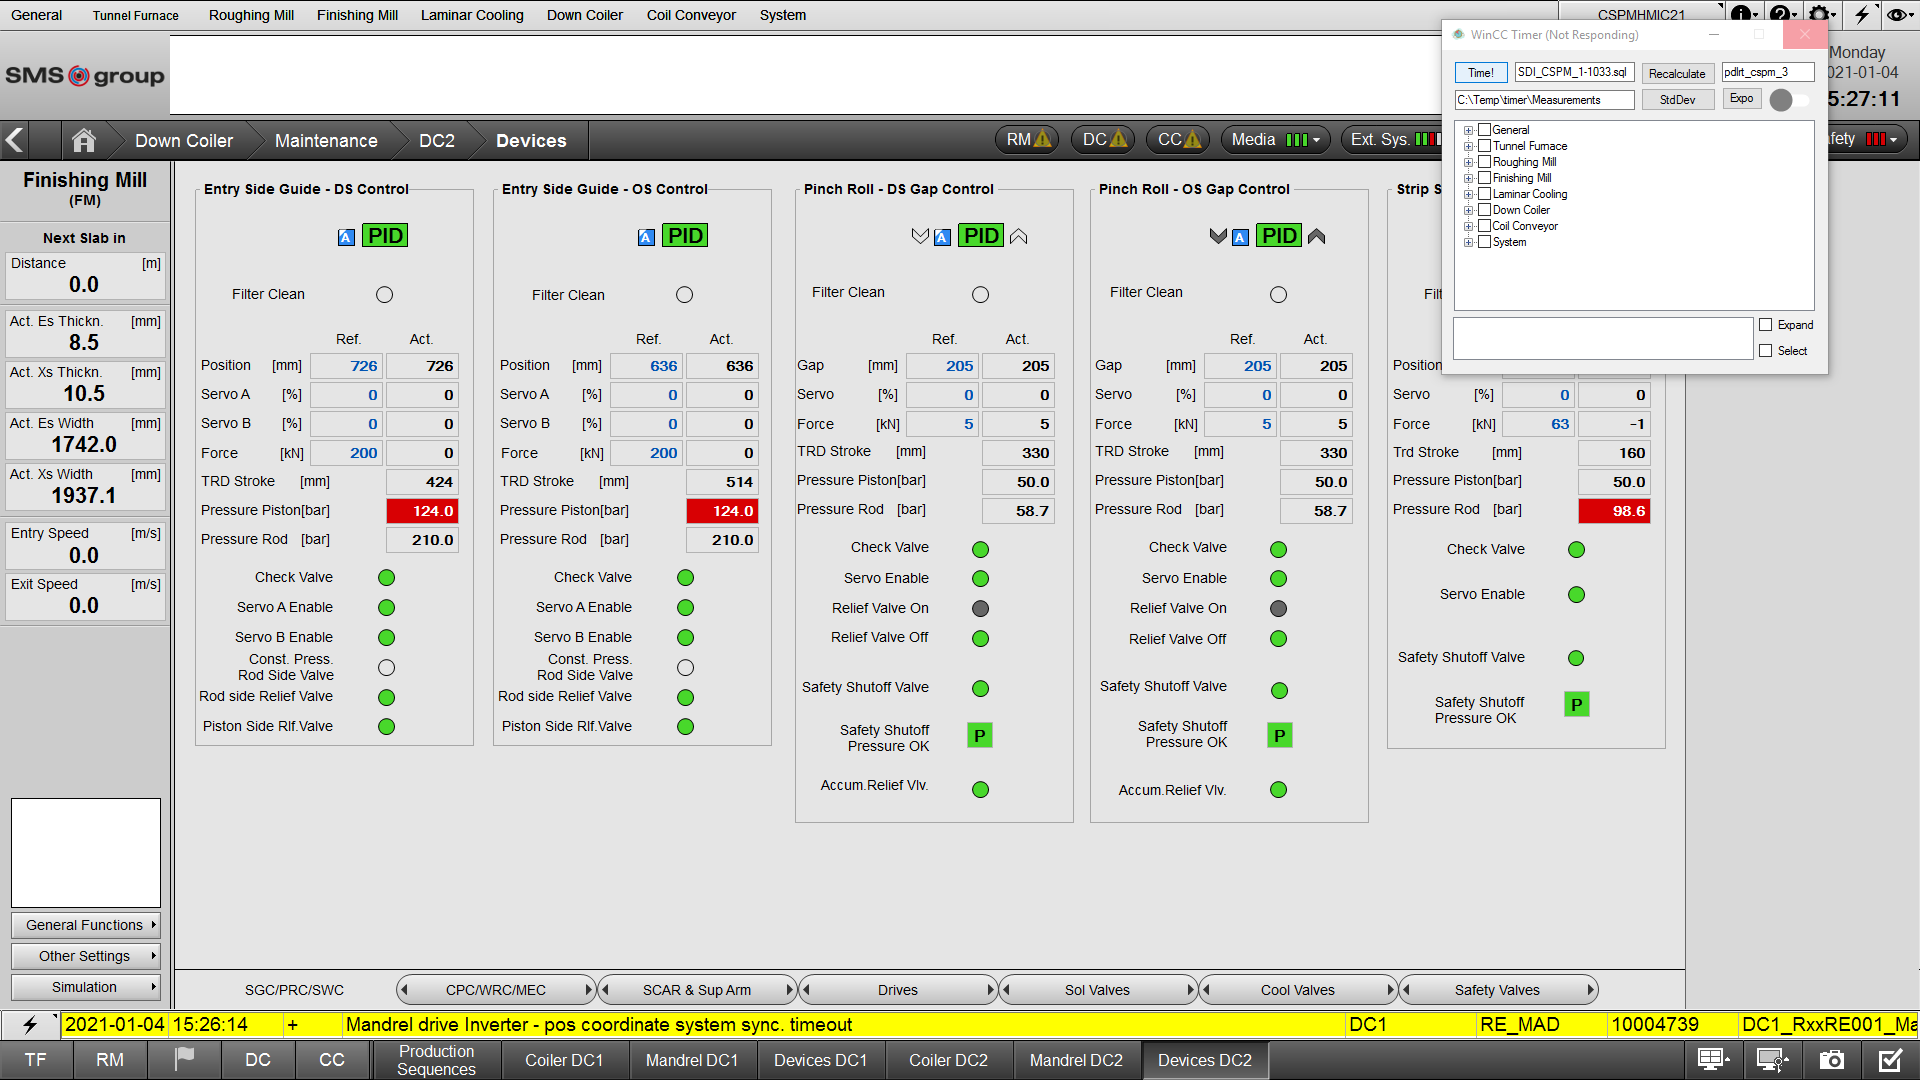 General Tunnel Furnace Roughing Mill Finishing Mill Laminar Cooling Down Coiler Coil Conveyor System CSPMHMIC21
SMS group
Monday
021-01-04
5:27:11
WinCC Timer (Not Responding)
Time! SDI_CSPM_1-1033.sql Recalculate pdlrt_cspm_3
C:\Temp\timer\Measurements StdDev Expo
General
Tunnel Furnace
Roughing Mill
Finishing Mill
Laminar Cooling
Down Coiler
Coil Conveyor
System
Expand
Select
Down Coiler Maintenance DC2 Devices RM DC CC Media Ext. Sys. fety
Finishing Mill
(FM)
Next Slab in
Distance [m]
0.0
Act. Es Thickn. [mm]
8.5
Act. Xs Thickn. [mm]
10.5
Act. Es Width [mm]
1742.0
Act. Xs Width [mm]
1937.1
Entry Speed [m/s]
0.0
Exit Speed [m/s]
0.0
General Functions
Other Settings
Simulation
Entry Side Guide - DS Control
A PID
Filter Clean
Ref. Act.
Position [mm] 726 726
Servo A [%] 0 0
Servo B [%] 0 0
Force [kN] 200 0
TRD Stroke [mm] 424
Pressure Piston[bar] 124.0
Pressure Rod [bar] 210.0
Check Valve
Servo A Enable
Servo B Enable
Const. Press.
Rod Side Valve
Rod side Relief Valve
Piston Side Rlf.Valve
Entry Side Guide - OS Control
A PID
Filter Clean
Ref. Act.
Position [mm] 636 636
Servo A [%] 0 0
Servo B [%] 0 0
Force [kN] 200 0
TRD Stroke [mm] 514
Pressure Piston[bar] 124.0
Pressure Rod [bar] 210.0
Check Valve
Servo A Enable
Servo B Enable
Const. Press.
Rod Side Valve
Rod side Relief Valve
Piston Side Rlf.Valve
Pinch Roll - DS Gap Control
A PID
Filter Clean
Ref. Act.
Gap [mm] 205 205
Servo [%] 0 0
Force [kN] 5 5
TRD Stroke [mm] 330
Pressure Piston[bar] 50.0
Pressure Rod [bar] 58.7
Check Valve
Servo Enable
Relief Valve On
Relief Valve Off
Safety Shutoff Valve
Safety Shutoff
Pressure OK P
Accum.Relief Vlv.
Pinch Roll - OS Gap Control
A PID
Filter Clean
Ref. Act.
Gap [mm] 205 205
Servo [%] 0 0
Force [kN] 5 5
TRD Stroke [mm] 330
Pressure Piston[bar] 50.0
Pressure Rod [bar] 58.7
Check Valve
Servo Enable
Relief Valve On
Relief Valve Off
Safety Shutoff Valve
Safety Shutoff
Pressure OK P
Accum.Relief Vlv.
Strip S
Filt
Position
Servo [%] 0 0
Force [kN] 63 -1
Trd Stroke [mm] 160
Pressure Piston[bar] 50.0
Pressure Rod [bar] 98.6
Check Valve
Servo Enable
Safety Shutoff Valve
Safety Shutoff
Pressure OK P
SGC/PRC/SWC CPC/WRC/MEC SCAR & Sup Arm Drives Sol Valves Cool Valves Safety Valves
2021-01-04 15:26:14 + Mandrel drive Inverter - pos coordinate system sync. timeout DC1 RE_MAD 10004739 DC1_RxxRE001_Ma
TF RM DC CC Production Sequences Coiler DC1 Mandrel DC1 Devices DC1 Coiler DC2 Mandrel DC2 Devices DC2